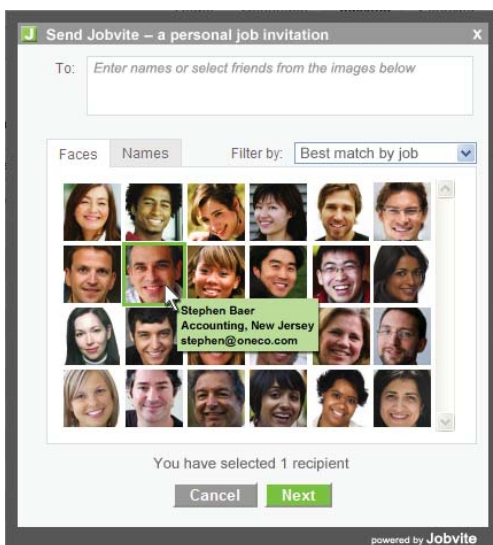 J Send Jobvite – a personal job invitation X
To: Enter names or select friends from the images below
Faces Names Filter by: Best match by job
Stephen Baer
Accounting, New Jersey
stephen@oneco.com
You have selected 1 recipient
Cancel Next
powered by Jobvite